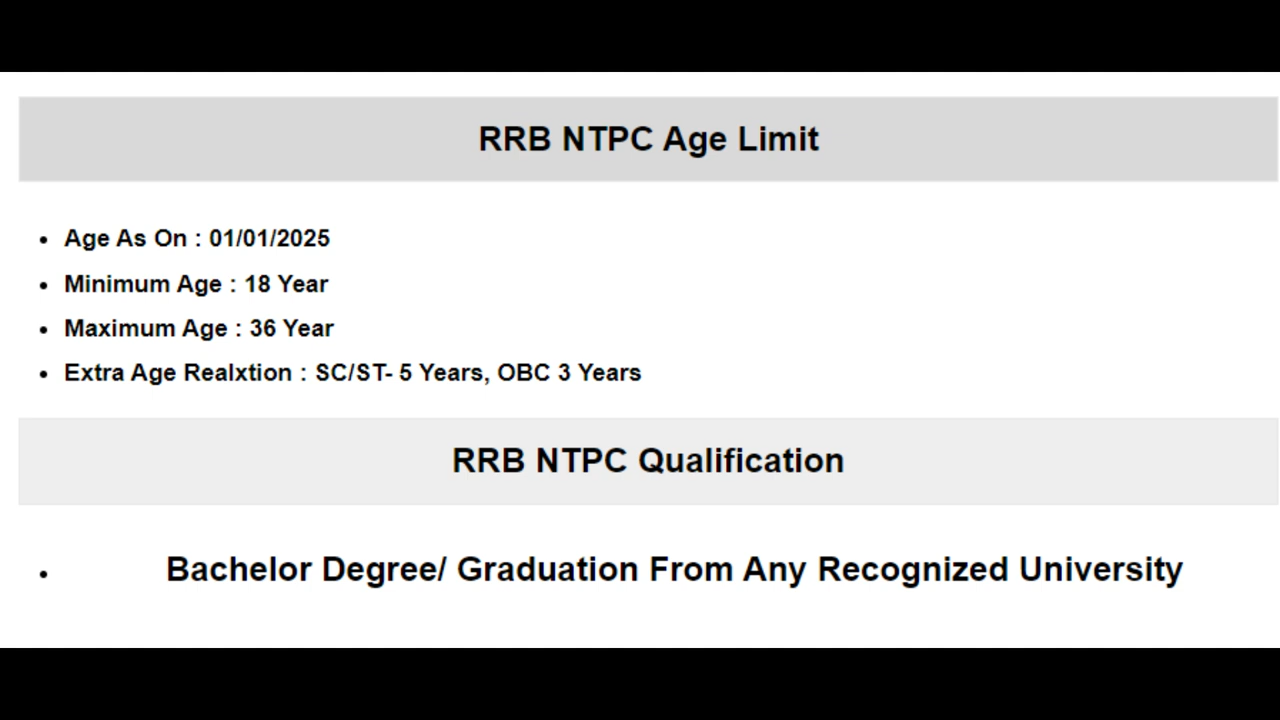 RRB NTPC Age Limit
• Age As On : 01/01/2025
• Minimum Age : 18 Year
• Maximum Age : 36 Year
• Extra Age Realxtion : SC/ST- 5 Years, OBC 3 Years
RRB NTPC Qualification
• Bachelor Degree/ Graduation From Any Recognized University